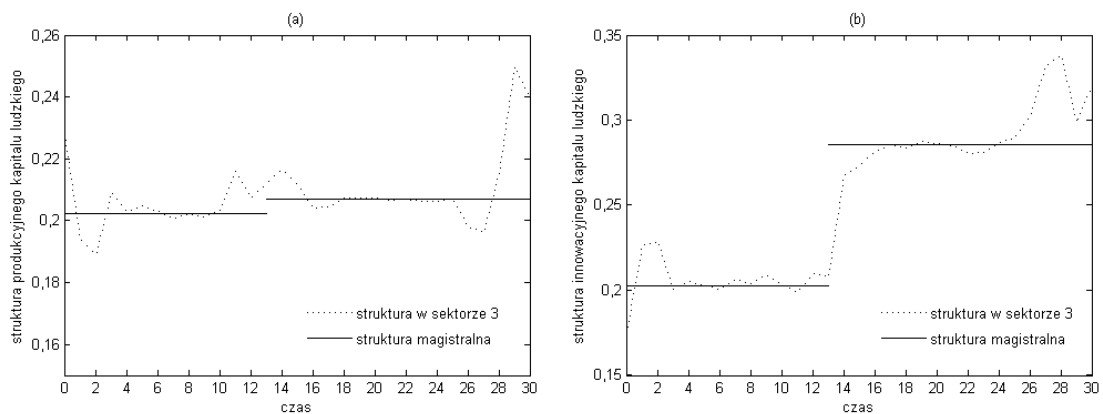 (a)
0,26
0,24
0,22
0,2
0,18
0,16
struktura produkcyjnego kapitalu ludzkiego
struktura w sektorze 3
struktura magistralna
0 2 4 6 8 10 12 14 16 18 20 22 24 26 28 30
czas
(b)
0,35
0,3
0,25
0,2
0,15
struktura innowacyjnego kapitalu ludzkiego
struktura w sektorze 3
struktura magistralna
0 2 4 6 8 10 12 14 16 18 20 22 24 26 28 30
czas